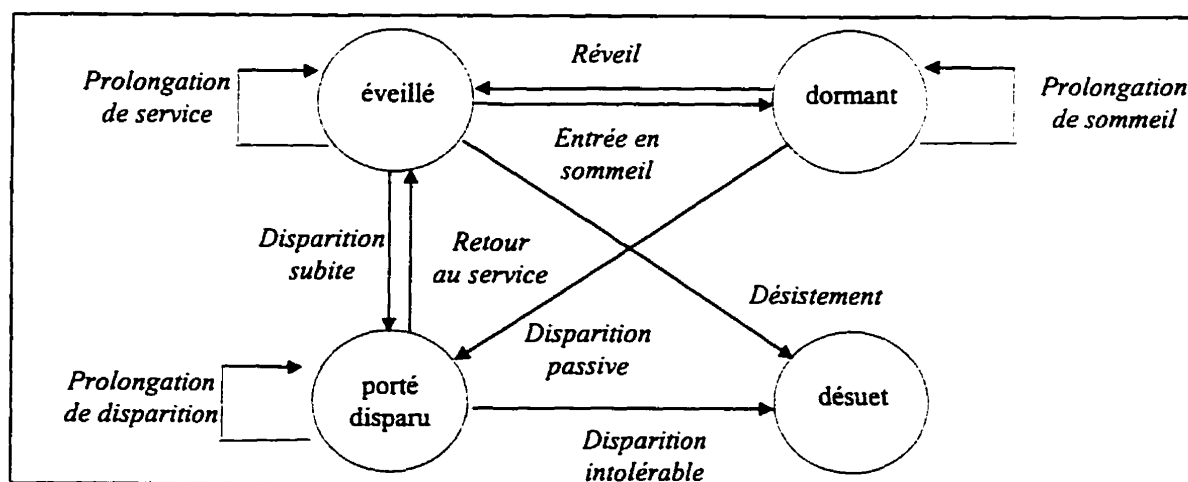 Prolongation
de service
éveillé
Réveil
Entrée en
sommeil
dormant
Prolongation
de sommeil
Disparition
subite
Retour
au service
Désistement
Disparition
passive
Prolongation
de disparition
porté
disparu
Disparition
intolérable
désuet